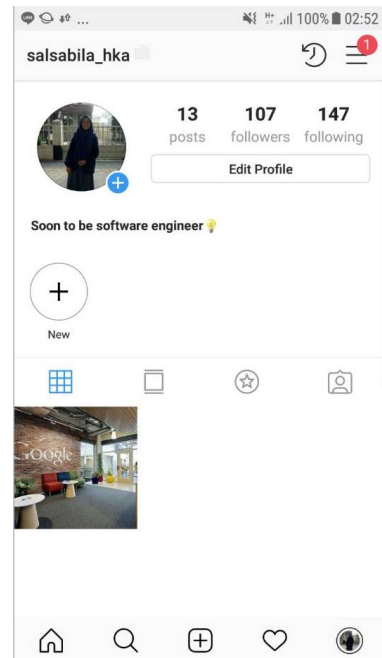 100% 02:52
salsabila_hka
1
13 107 147
posts followers following
Edit Profile
Soon to be software engineer💡
New
Google